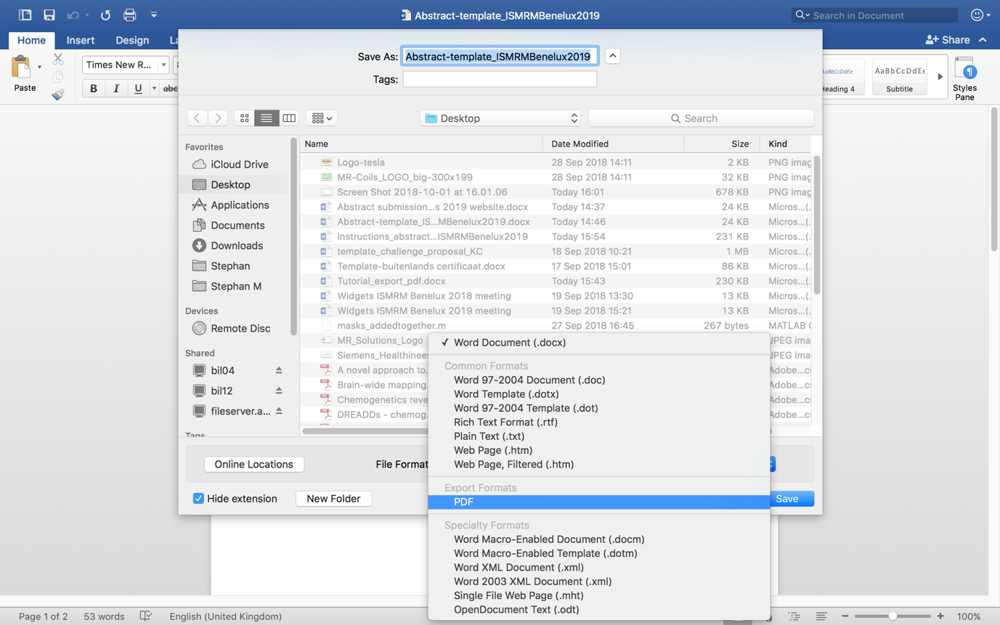 Abstract-template_ISMRMBenelux2019
Search in Document
Home Insert Design La
Share
Save As: Abstract-template_ISMRMBenelux2019
Tags:
Times New R...
Paste
B I U abc
AaBbCcDdEe AaBbCcDdEe
Heading 4 Subtitle
Styles Pane
Desktop
Search
Favorites
iCloud Drive
Desktop
Applications
Documents
Downloads
Stephan
Stephan M
Devices
Remote Disc
Shared
bil04
bil12
fileserver.a...
Tags
Name Date Modified Size Kind
Logo-tesla 28 Sep 2018 14:11 2 KB PNG imag
MR-Coils_LOGO_big-300x199 28 Sep 2018 14:11 32 KB PNG imag
Screen Shot 2018-10-01 at 16.01.06 Today 16:01 678 KB PNG imag
Abstract submission...s 2019 website.docx Today 14:37 24 KB Micros...(.
Abstract-template_IS...MBenelux2019.docx Today 14:46 24 KB Micros...(.
Instructions_abstract...ISMRMBenelux2019 Today 15:54 231 KB Micros...(.
template_challenge_proposal_KC 18 Sep 2018 10:21 1 MB Micros...(.
Template-buitenlands certificaat.docx 17 Sep 2018 15:01 86 KB Micros...(.
Tutorial_export_pdf.docx Today 15:43 230 KB Micros...(.
Widgets ISMRM Benelux 2018 meeting 19 Sep 2018 13:30 13 KB Micros...(.
Widgets ISMRM Benelux 2019 meeting 19 Sep 2018 15:21 13 KB Micros...(.
masks_addedtogether.m 27 Sep 2018 16:45 267 bytes MATLAB C
MR_Solutions_Logo JPEG ima
Siemens_Healthinee JPEG ima
A novel approach to. Adobe...cu
Brain-wide mapping. Adobe...cu
Chemogenetics reve Adobe...cu
DREADDs - chemog. Adobe...cu
Online Locations
File Format
Hide extension
New Folder
Save
✓ Word Document (.docx)
Common Formats
Word 97-2004 Document (.doc)
Word Template (.dotx)
Word 97-2004 Template (.dot)
Rich Text Format (.rtf)
Plain Text (.txt)
Web Page (.htm)
Web Page, Filtered (.htm)
Export Formats
PDF
Specialty Formats
Word Macro-Enabled Document (.docm)
Word Macro-Enabled Template (.dotm)
Word XML Document (.xml)
Word 2003 XML Document (.xml)
Single File Web Page (.mht)
OpenDocument Text (.odt)
Page 1 of 2 53 words English (United Kingdom)
100%